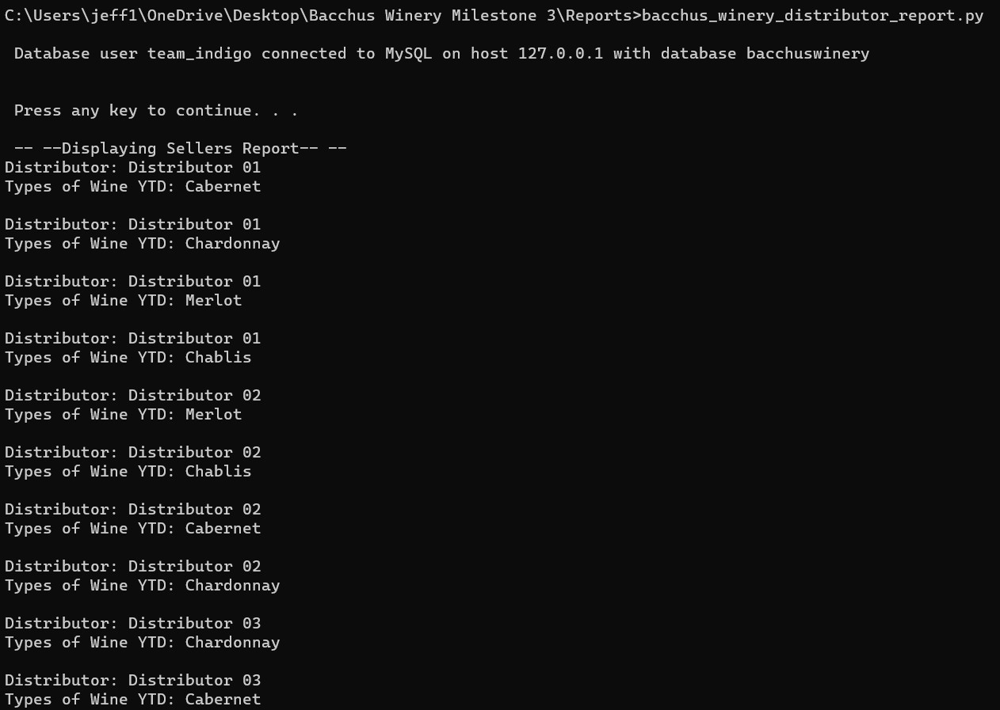 C:\Users\jeff1\OneDrive\Desktop\Bacchus Winery Milestone 3\Reports>bacchus_winery_distributor_report.py
Database user team_indigo connected to MySQL on host 127.0.0.1 with database bacchuswinery
Press any key to continue. . .
-- --Displaying Sellers Report-- --
Distributor: Distributor 01
Types of Wine YTD: Cabernet
Distributor: Distributor 01
Types of Wine YTD: Chardonnay
Distributor: Distributor 01
Types of Wine YTD: Merlot
Distributor: Distributor 01
Types of Wine YTD: Chablis
Distributor: Distributor 02
Types of Wine YTD: Merlot
Distributor: Distributor 02
Types of Wine YTD: Chablis
Distributor: Distributor 02
Types of Wine YTD: Cabernet
Distributor: Distributor 02
Types of Wine YTD: Chardonnay
Distributor: Distributor 03
Types of Wine YTD: Chardonnay
Distributor: Distributor 03
Types of Wine YTD: Cabernet